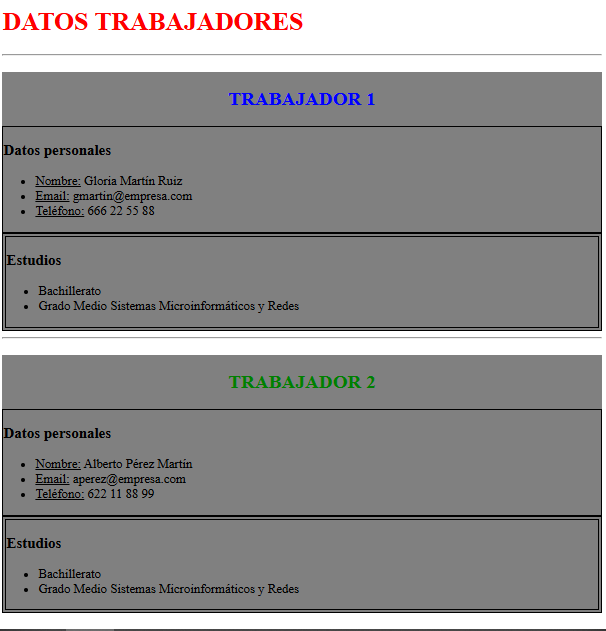 DATOS TRABAJADORES
TRABAJADOR 1
Datos personales
Nombre: Gloria Martín Ruiz
Email: gmartin@empresa.com
Teléfono: 666 22 55 88
Estudios
Bachillerato
Grado Medio Sistemas Microinformáticos y Redes
TRABAJADOR 2
Datos personales
Nombre: Alberto Pérez Martín
Email: aperez@empresa.com
Teléfono: 622 11 88 99
Estudios
Bachillerato
Grado Medio Sistemas Microinformáticos y Redes